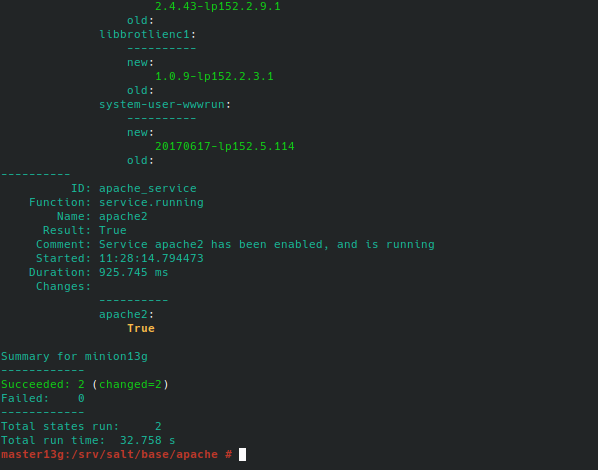 2.4.43-lp152.2.9.1
old:
libbrotlienc1:
----------
new:
1.0.9-lp152.2.3.1
old:
system-user-wwwrun:
----------
new:
20170617-lp152.5.114
old:
----------
ID: apache_service
Function: service.running
Name: apache2
Result: True
Comment: Service apache2 has been enabled, and is running
Started: 11:28:14.794473
Duration: 925.745 ms
Changes:
----------
apache2:
True
Summary for minion13g
------------
Succeeded: 2 (changed=2)
Failed:    0
------------
Total states run:     2
Total run time:  32.758 s
master13g:/srv/salt/base/apache #